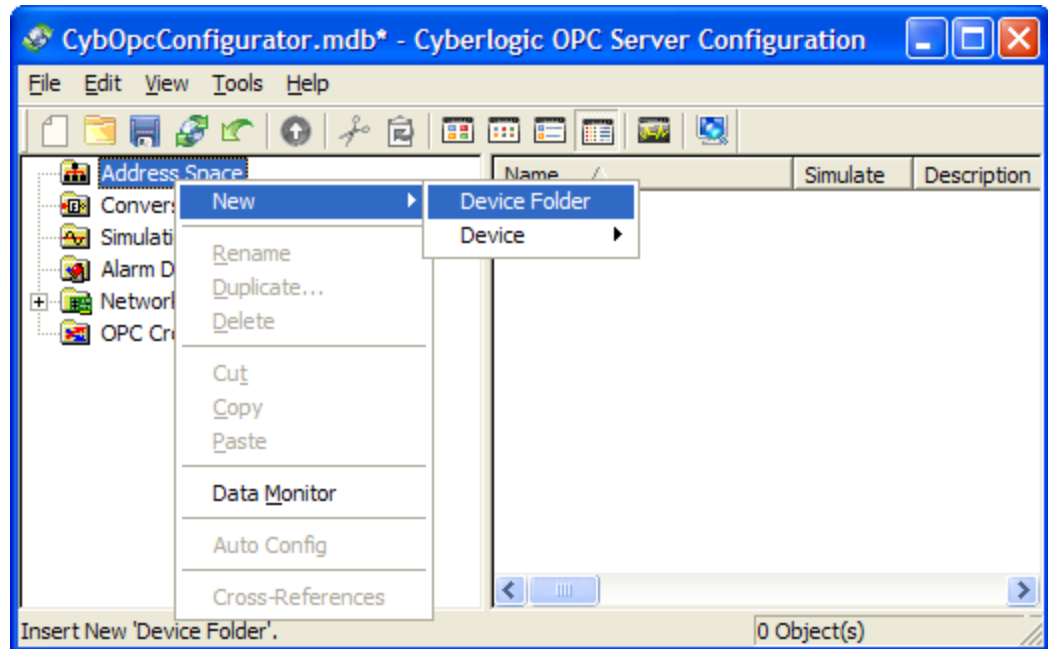 CybOpcConfigurator.mdb* - Cyberlogic OPC Server Configuration
File Edit View Tools Help
Address Space
Name Simulate Description
Conver
New
Device Folder
Simulati
Rename
Device
Alarm D
Duplicate...
Networ
Delete
OPC Cr
Cut
Copy
Paste
Data Monitor
Auto Config
Cross-References
Insert New 'Device Folder'.
0 Object(s)